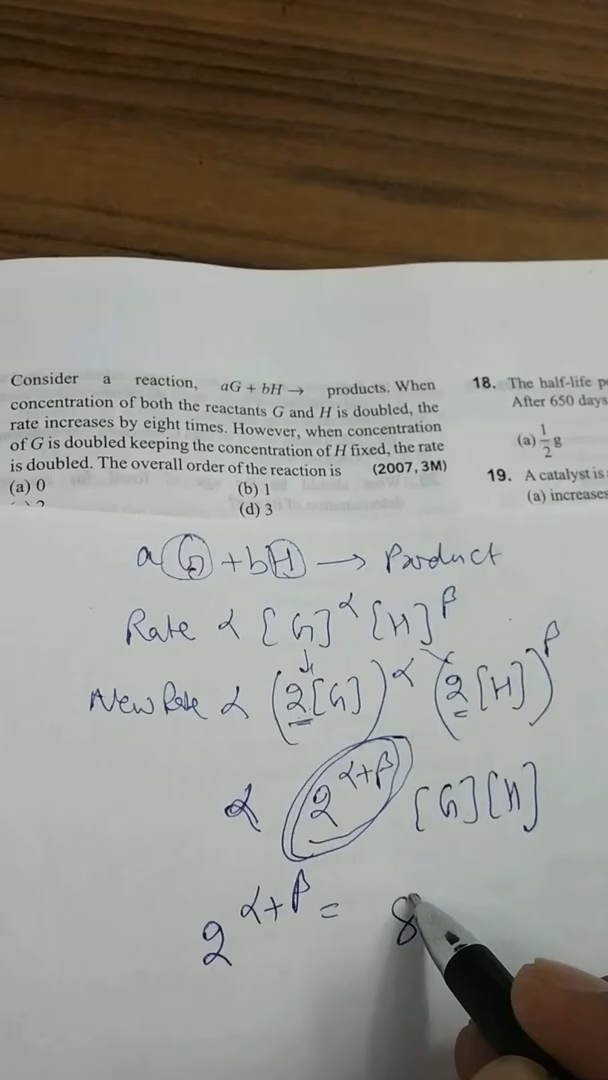 Consider a reaction, aG + bH → products. When
concentration of both the reactants G and H is doubled, the
rate increases by eight times. However, when concentration
of G is doubled keeping the concentration of H fixed, the rate
is doubled. The overall order of the reaction is (2007, 3M)
(a) 0 (b) 1
(d) 3
18. The half-life
After 650 days
(a) 1/2 g
19. A catalyst is
(a) increases
aG + bH → Product
Rate ∝ [G]^α [H]^β
New Rate ∝ (2[G])^α (2[H])^β
∝ 2^α+β [G][H]
2^α+β = 8